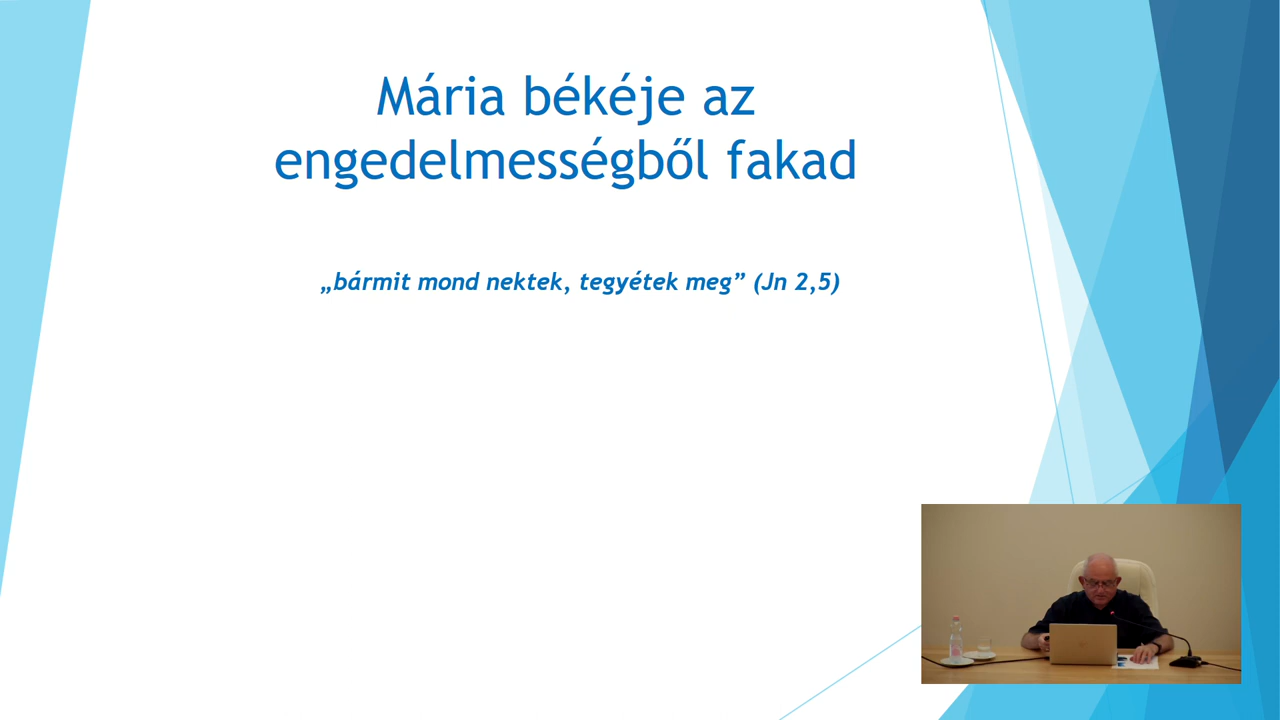 Mária békéje az
engedelmességből fakad
„bármit mond nektek, tegyétek meg” (Jn 2,5)